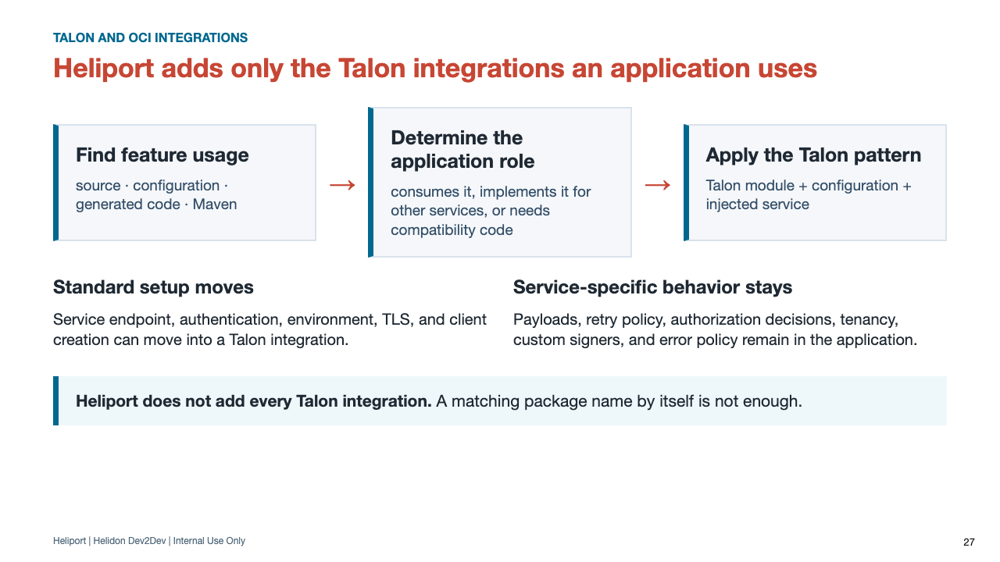 TALON AND OCI INTEGRATIONS
Heliport adds only the Talon integrations an application uses
Find feature usage
source · configuration ·
generated code · Maven
→
Determine the
application role
consumes it, implements it for
other services, or needs
compatibility code
→
Apply the Talon pattern
Talon module + configuration +
injected service
Standard setup moves
Service endpoint, authentication, environment, TLS, and client
creation can move into a Talon integration.
Service-specific behavior stays
Payloads, retry policy, authorization decisions, tenancy,
custom signers, and error policy remain in the application.
Heliport does not add every Talon integration. A matching package name by itself is not enough.
Heliport | Helidon Dev2Dev | Internal Use Only
27